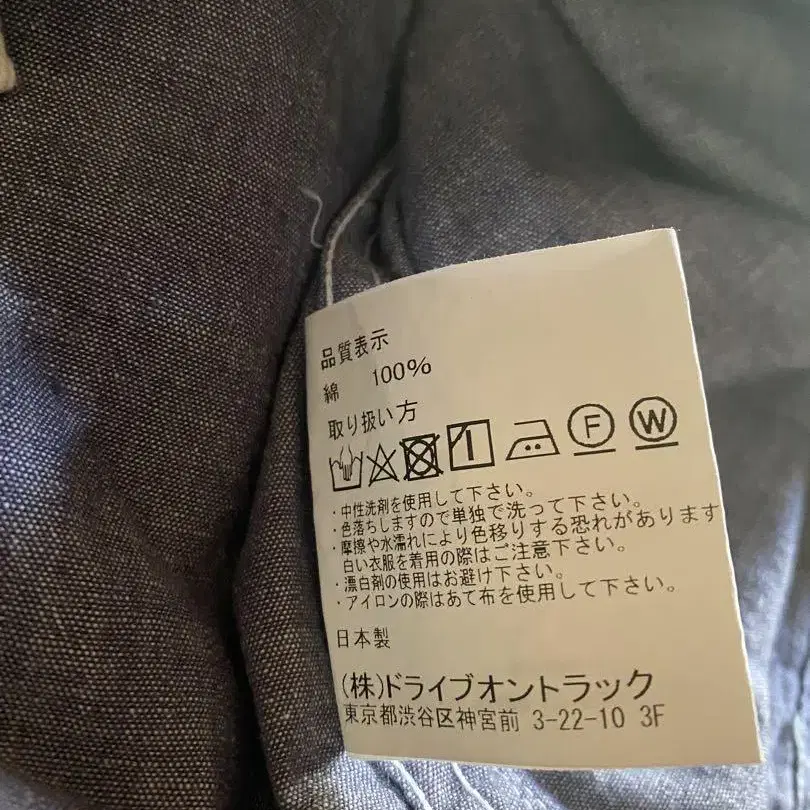 品質表示
綿 100%
取り扱い方
F W
・中性洗剤を使用して下さい。
・色落ちしますので単独で洗って下さい。
・摩擦や水濡れにより色移りする恐れがあります
白い衣服を着用の際はご注意下さい。
・漂白剤の使用はお避け下さい。
・アイロンの際はあて布を使用して下さい。
日本製
(株)ドライブオントラック
東京都渋谷区神宮前 3-22-10 3F